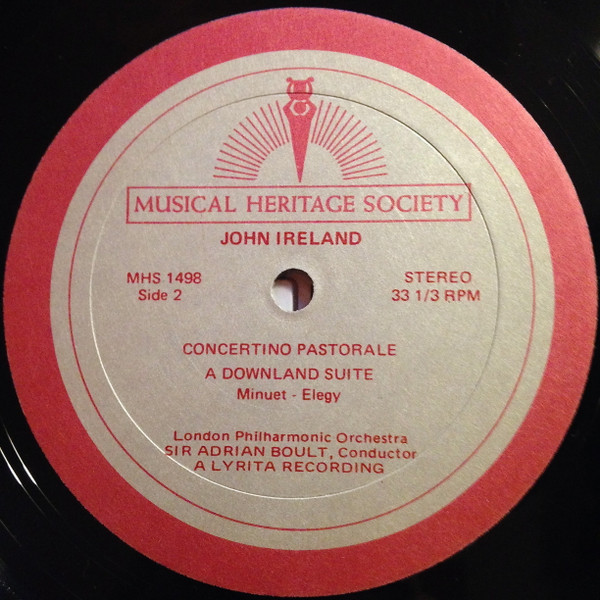 MUSICAL HERITAGE SOCIETY
JOHN IRELAND
MHS 1498
Side 2
STEREO
33 1/3 RPM
CONCERTINO PASTORALE
A DOWNLAND SUITE
Minuet - Elegy
London Philharmonic Orchestra
SIR ADRIAN BOULT, Conductor
A LYRITA RECORDING